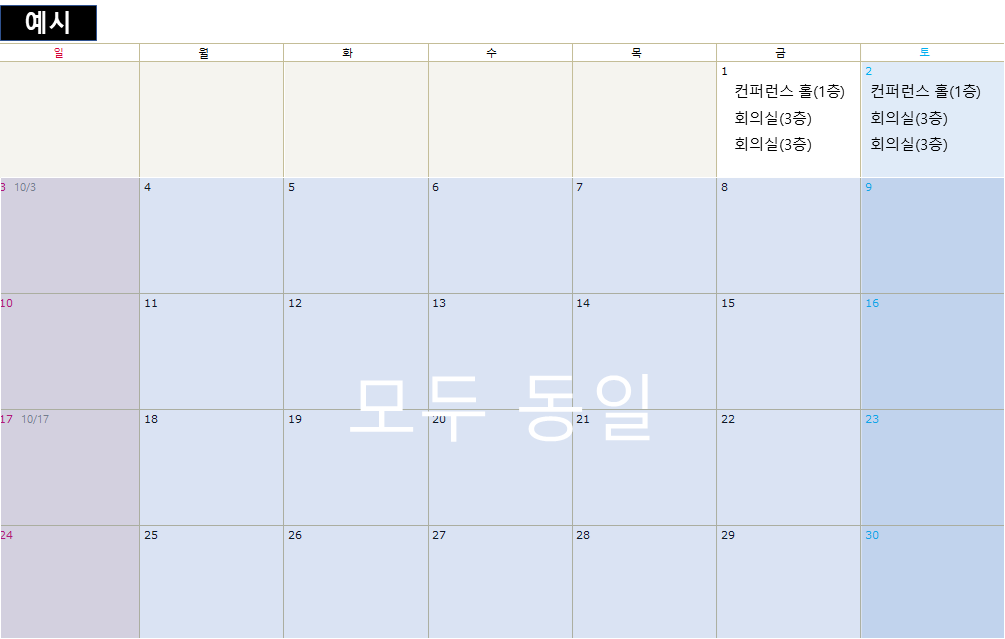 예시
일 월 화 수 목 금 토
1 2
컨퍼런스 홀(1층) 컨퍼런스 홀(1층)
회의실(3층) 회의실(3층)
회의실(3층) 회의실(3층)
3 10/3 4 5 6 7 8 9
10 11 12 13 14 15 16
모두 동일
17 10/17 18 19 20 21 22 23
24 25 26 27 28 29 30